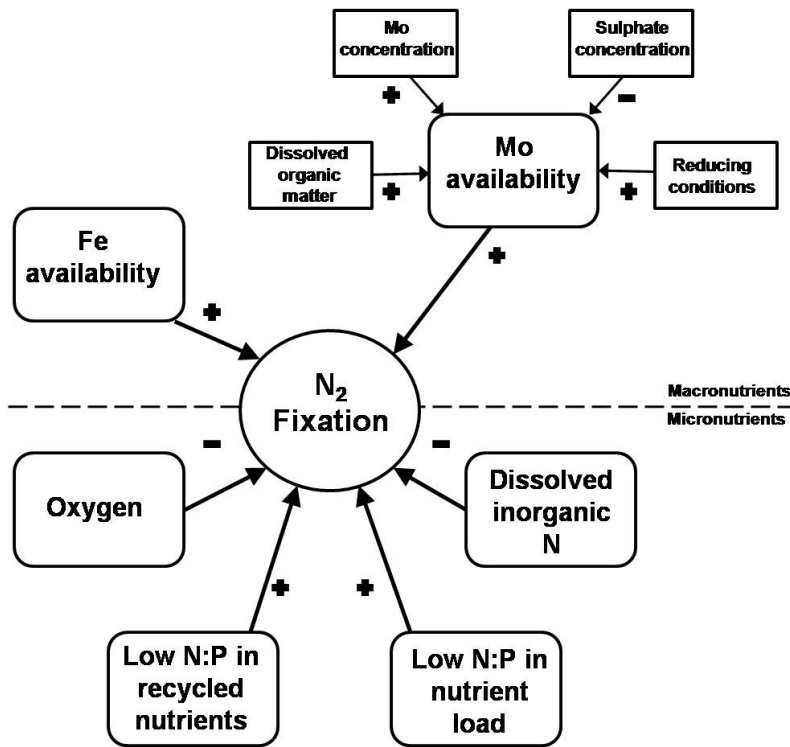 Mo
concentration
Sulphate
concentration
+
-
Dissolved
organic
matter
+
Mo
availability
Reducing
conditions
+
Fe
availability
+
+
N₂
Fixation
Macronutrients
Micronutrients
-
-
Oxygen
Dissolved
inorganic
N
+
+
Low N:P in
recycled
nutrients
Low N:P in
nutrient
load